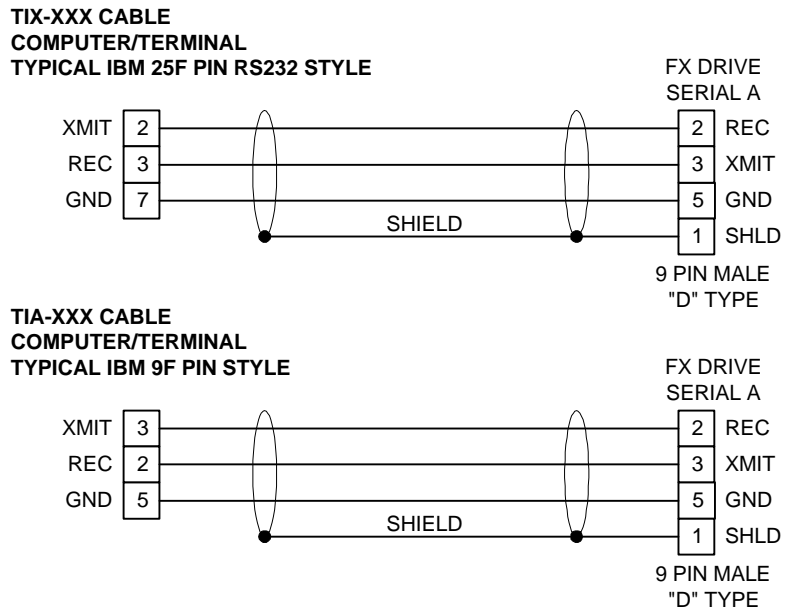 TIX-XXX CABLE
COMPUTER/TERMINAL
TYPICAL IBM 25F PIN RS232 STYLE
FX DRIVE
SERIAL A
XMIT 2 2 REC
REC 3 3 XMIT
GND 7 5 GND
SHIELD 1 SHLD
9 PIN MALE
"D" TYPE
TIA-XXX CABLE
COMPUTER/TERMINAL
TYPICAL IBM 9F PIN STYLE
FX DRIVE
SERIAL A
XMIT 3 2 REC
REC 2 3 XMIT
GND 5 5 GND
SHIELD 1 SHLD
9 PIN MALE
"D" TYPE